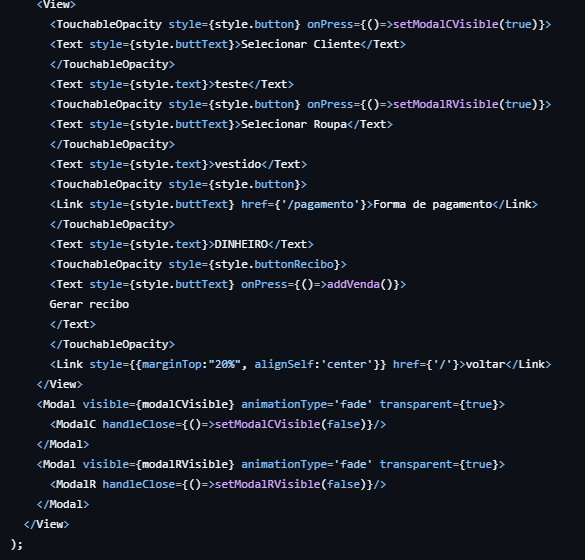 <View>
<TouchableOpacity style={style.button} onPress={()=>setModalCVisible(true)}>
<Text style={style.buttText}>Selecionar Cliente</Text>
</TouchableOpacity>
<Text style={style.text}>teste</Text>
<TouchableOpacity style={style.button} onPress={()=>setModalRVisible(true)}>
<Text style={style.buttText}>Selecionar Roupa</Text>
</TouchableOpacity>
<Text style={style.text}>vestido</Text>
<TouchableOpacity style={style.button}>
<Link style={style.buttText} href={'/pagamento'}>Forma de pagamento</Link>
</TouchableOpacity>
<Text style={style.text}>DINHEIRO</Text>
<TouchableOpacity style={style.buttonRecibo}>
<Text style={style.buttText} onPress={()=>addVenda()}>
Gerar recibo
</Text>
</TouchableOpacity>
<Link style={{marginTop:"20%", alignSelf:'center'}} href={'/'}>voltar</Link>
</View>
<Modal visible={modalCVisible} animationType='fade' transparent={true}>
<ModalC handleClose={()=>setModalCVisible(false)}/>
</Modal>
<Modal visible={modalRVisible} animationType='fade' transparent={true}>
<ModalR handleClose={()=>setModalRVisible(false)}/>
</Modal>
</View>
);